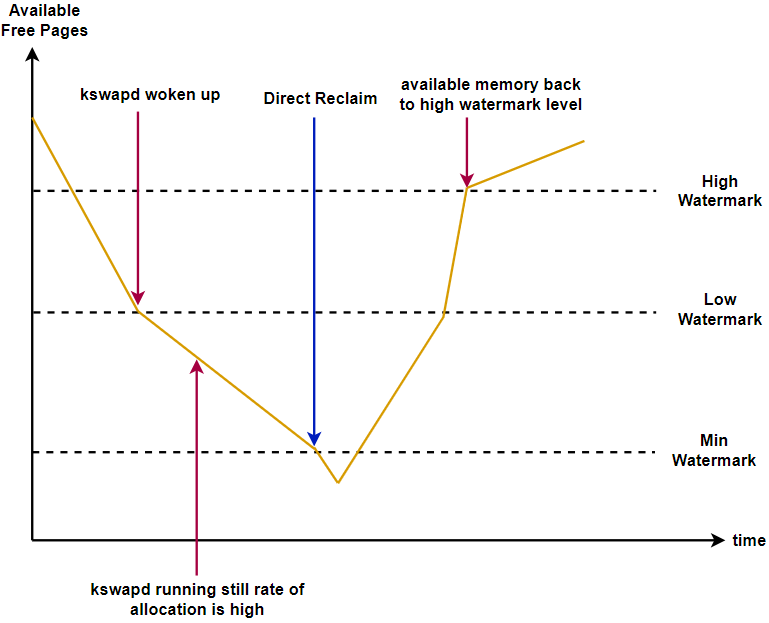 Available
Free Pages
kswapd woken up
Direct Reclaim
available memory back
to high watermark level
High
Watermark
Low
Watermark
Min
Watermark
time
kswapd running still rate of
allocation is high